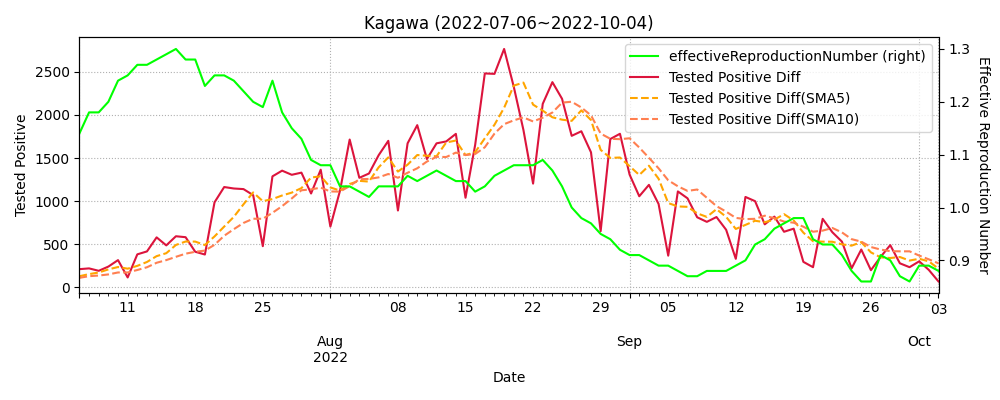 Kagawa (2022-07-06~2022-10-04)
effectiveReproductionNumber (right)
Tested Positive Diff
Tested Positive Diff(SMA5)
Tested Positive Diff(SMA10)
Tested Positive
2500
2000
1500
1000
500
0
1.3
1.2
1.1
1.0
0.9
Effective Reproduction Number
11 18 25 08 15 22 29 05 12 19 26 03
Aug Sep Oct
2022
Date